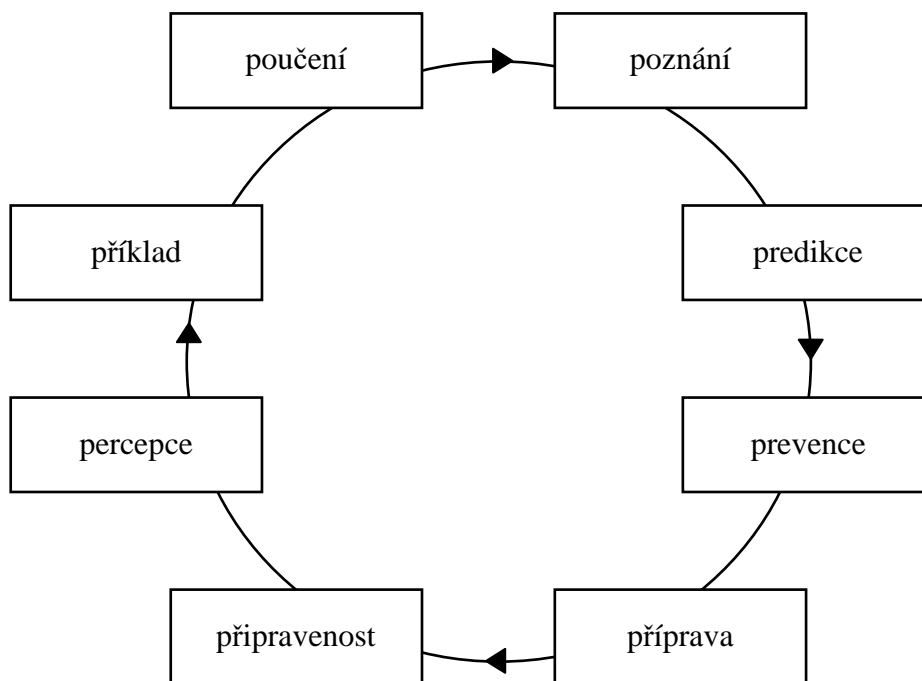 poučení
poznání
příklad
predikce
percepce
prevence
připravenost
příprava